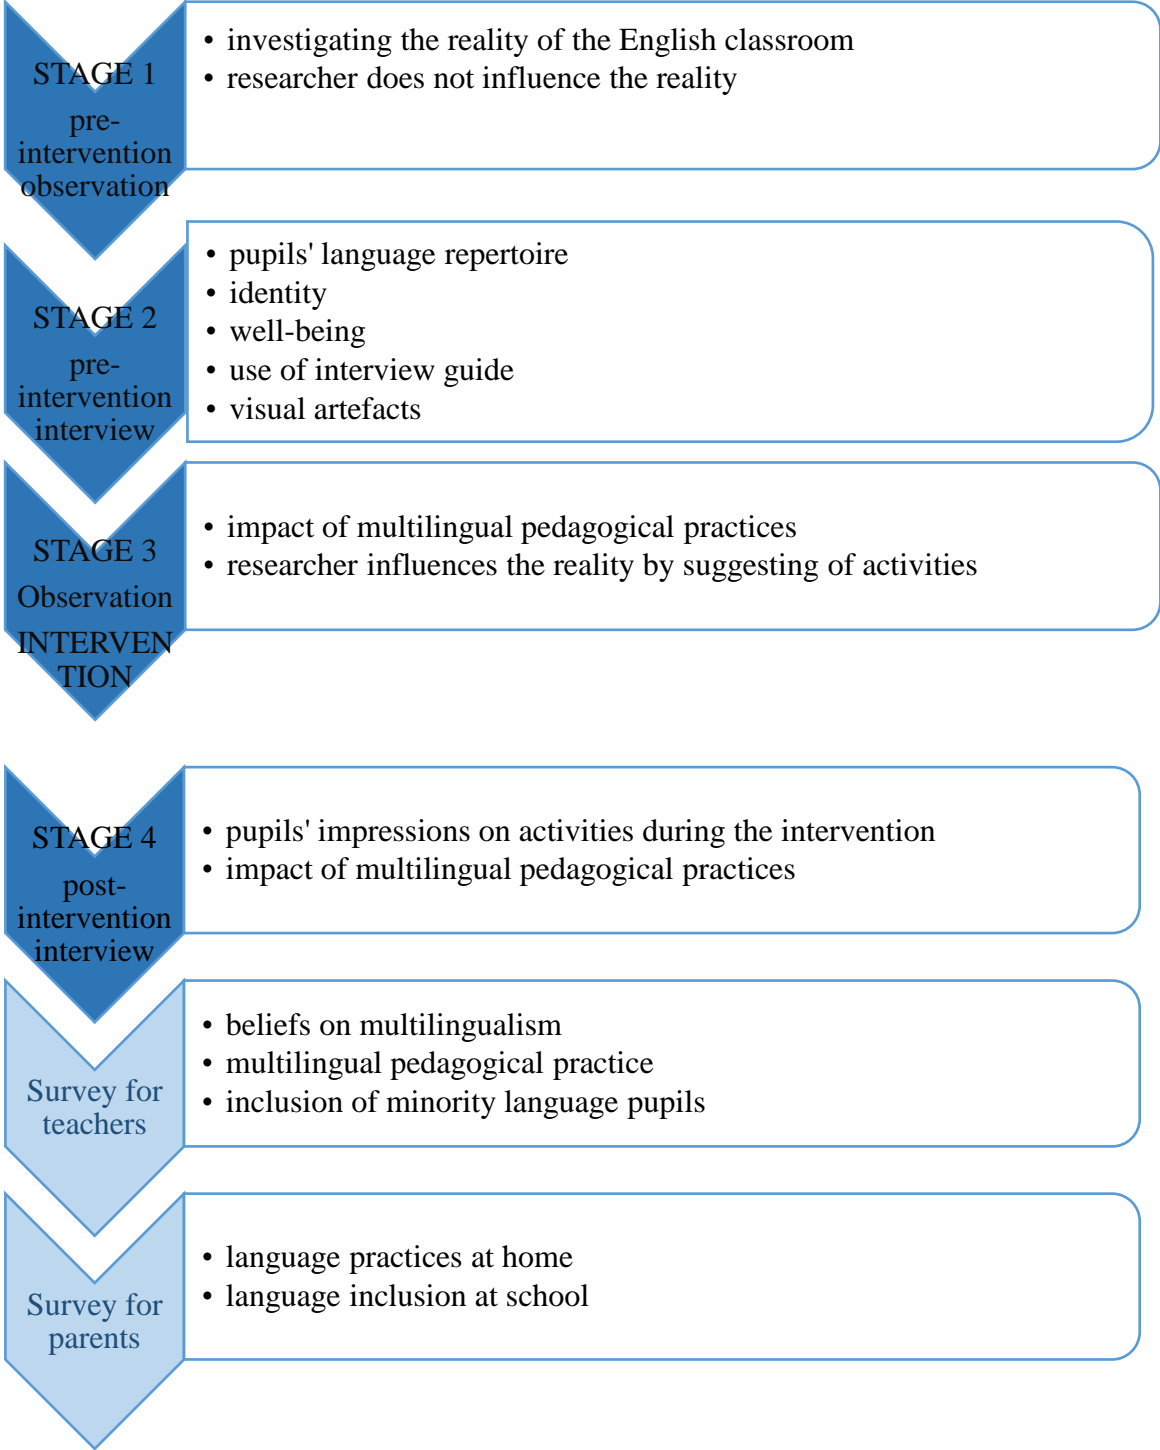 STAGE 1
pre-
intervention
observation
• investigating the reality of the English classroom
• researcher does not influence the reality
STAGE 2
pre-
intervention
interview
• pupils' language repertoire
• identity
• well-being
• use of interview guide
• visual artefacts
STAGE 3
Observation
INTERVEN
TION
• impact of multilingual pedagogical practices
• researcher influences the reality by suggesting of activities
STAGE 4
post-
intervention
interview
• pupils' impressions on activities during the intervention
• impact of multilingual pedagogical practices
Survey for
teachers
• beliefs on multilingualism
• multilingual pedagogical practice
• inclusion of minority language pupils
Survey for
parents
• language practices at home
• language inclusion at school